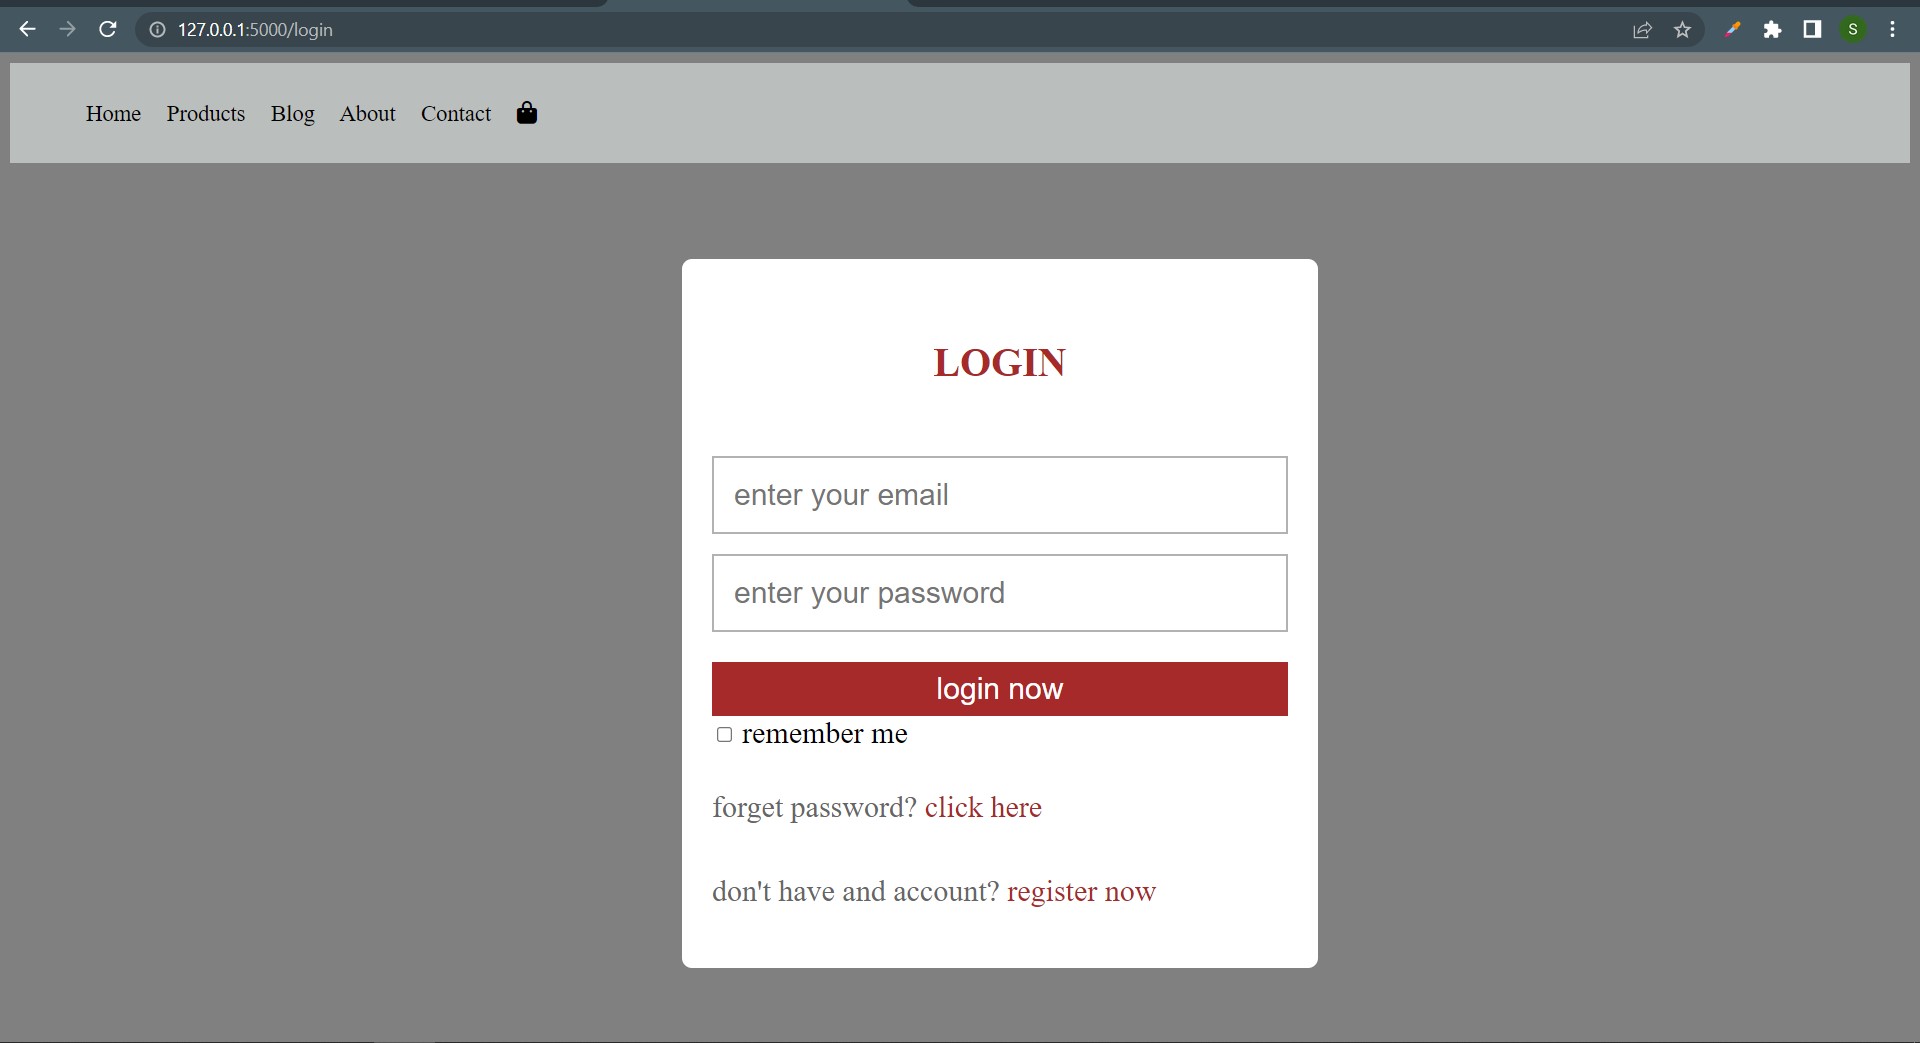 127.0.0.1:5000/login
S
Home Products Blog About Contact
LOGIN
enter your email
enter your password
login now
remember me
forget password? click here
don't have and account? register now